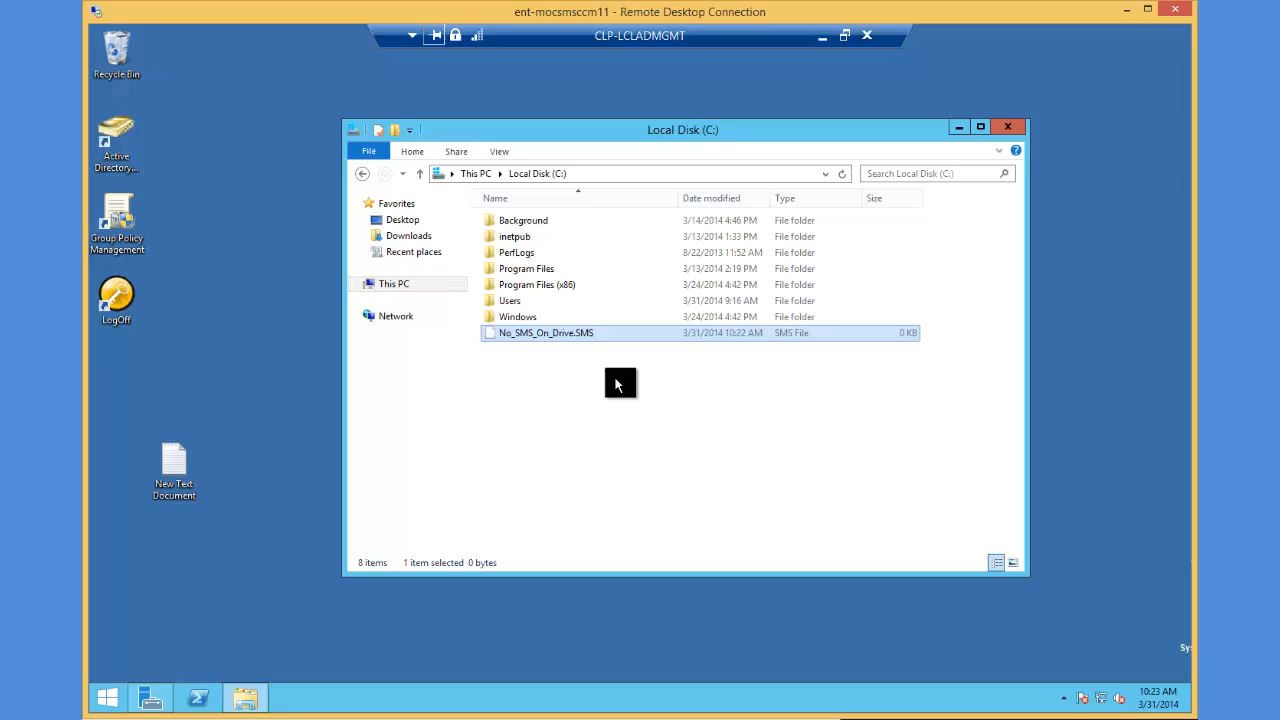 ent-mocsmsccm11 - Remote Desktop Connection
CLP-LCLADMGMT
Recycle Bin
Active
Directory...
Group Policy
Management
LogOff
New Text
Document
Local Disk (C:)
File Home Share View
This PC Local Disk (C:)
Search Local Disk (C:)
Favorites
Desktop
Downloads
Recent places
This PC
Network
Name Date modified Type Size
Background 3/14/2014 4:46 PM File folder
inetpub 3/13/2014 1:33 PM File folder
PerfLogs 8/22/2013 11:52 AM File folder
Program Files 3/13/2014 2:19 PM File folder
Program Files (x86) 3/24/2014 4:42 PM File folder
Users 3/31/2014 9:16 AM File folder
Windows 3/24/2014 4:42 PM File folder
No_SMS_On_Drive.SMS 3/31/2014 10:22 AM SMS File 0 KB
8 items 1 item selected 0 bytes
Sy
10:23 AM
3/31/2014